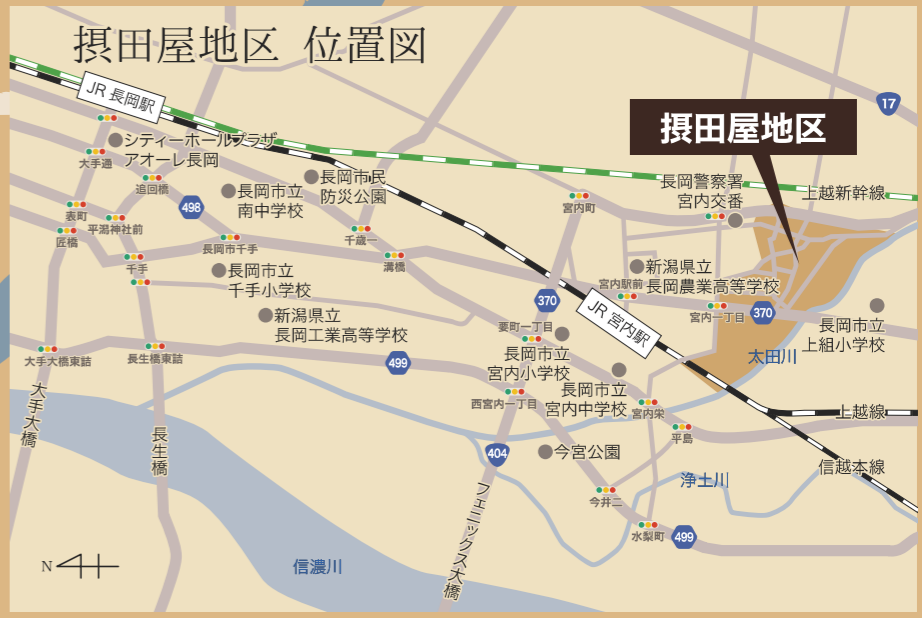 摂田屋地区 位置図
JR 長岡駅
シティーホールプラザ
アオーレ長岡
大手通
追回橋
長岡市立
南中学校
長岡市民
防災公園
498
表町
平潟神社前
匠橋
長岡市千手
千手
千歳一
溝橋
長岡市立
千手小学校
新潟県立
長岡工業高等学校
大手大橋東詰
長生橋東詰
499
大手大橋
長生橋
17
摂田屋地区
長岡警察署
宮内交番
上越新幹線
宮内町
新潟県立
長岡農業高等学校
宮内駅前
370
JR 宮内駅
宮内一丁目
370
長岡市立
上組小学校
太田川
要町一丁目
長岡市立
宮内小学校
長岡市立
宮内中学校
西宮内一丁目
宮内栄
平島
上越線
信越本線
404
今宮公園
浄土川
今井二
水梨町
499
フェニックス大橋
信濃川
N